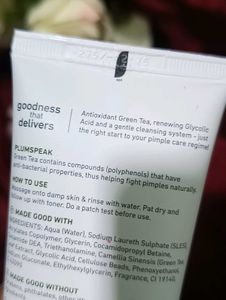 goodness
that
delivers
Antioxidant Green Tea, renewing Glycolic
Acid and a gentle cleansing system - just
the right start to your pimple care regime!
PLUMSPEAK
Green Tea contains compounds (polyphenols) that have
anti-bacterial properties, thus helping fight pimples naturally.
HOW TO USE
Massage onto damp skin & rinse with water. Pat dry and
follow up with toner. Do a patch test before use.
MADE GOOD WITH
INGREDIENTS: Aqua (Water), Sodium Laureth Sulphate (SLES),
Copolymer, Glycerin, Cocamidopropyl Betaine,
DEA, Triethanolamine, Camellia Sinensis (Green Tea)
Extract, Glycolic Acid, Cellulose Beads, Phenoxyethanol,
Gluconate, Ethylhexylglycerin, Fragrance, CI 19140
MADE GOOD WITHOUT
phthalates, other